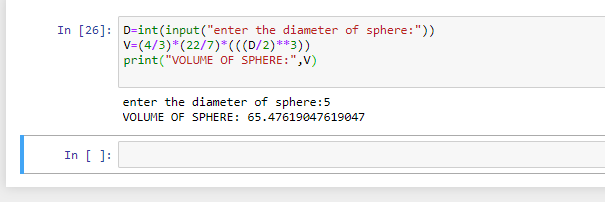 In [26]: D=int(input("enter the diameter of sphere:"))
V=(4/3)*(22/7)*(((D/2)**3))
print("VOLUME OF SPHERE:",V)
enter the diameter of sphere:5
VOLUME OF SPHERE: 65.47619047619047
In [ ]: